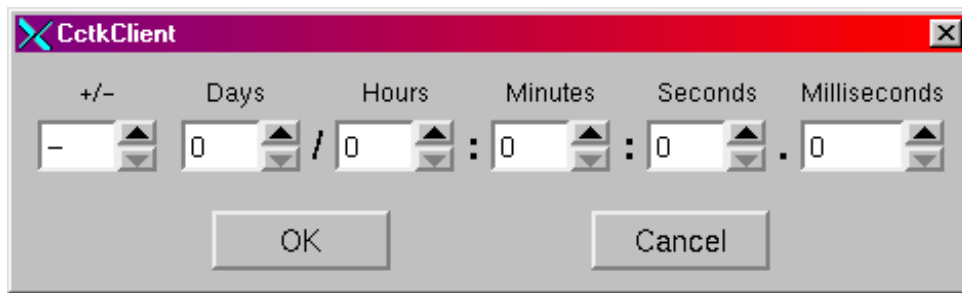 CctkClient
+/− Days Hours Minutes Seconds Milliseconds
− 0 / 0 : 0 : 0 . 0
OK Cancel